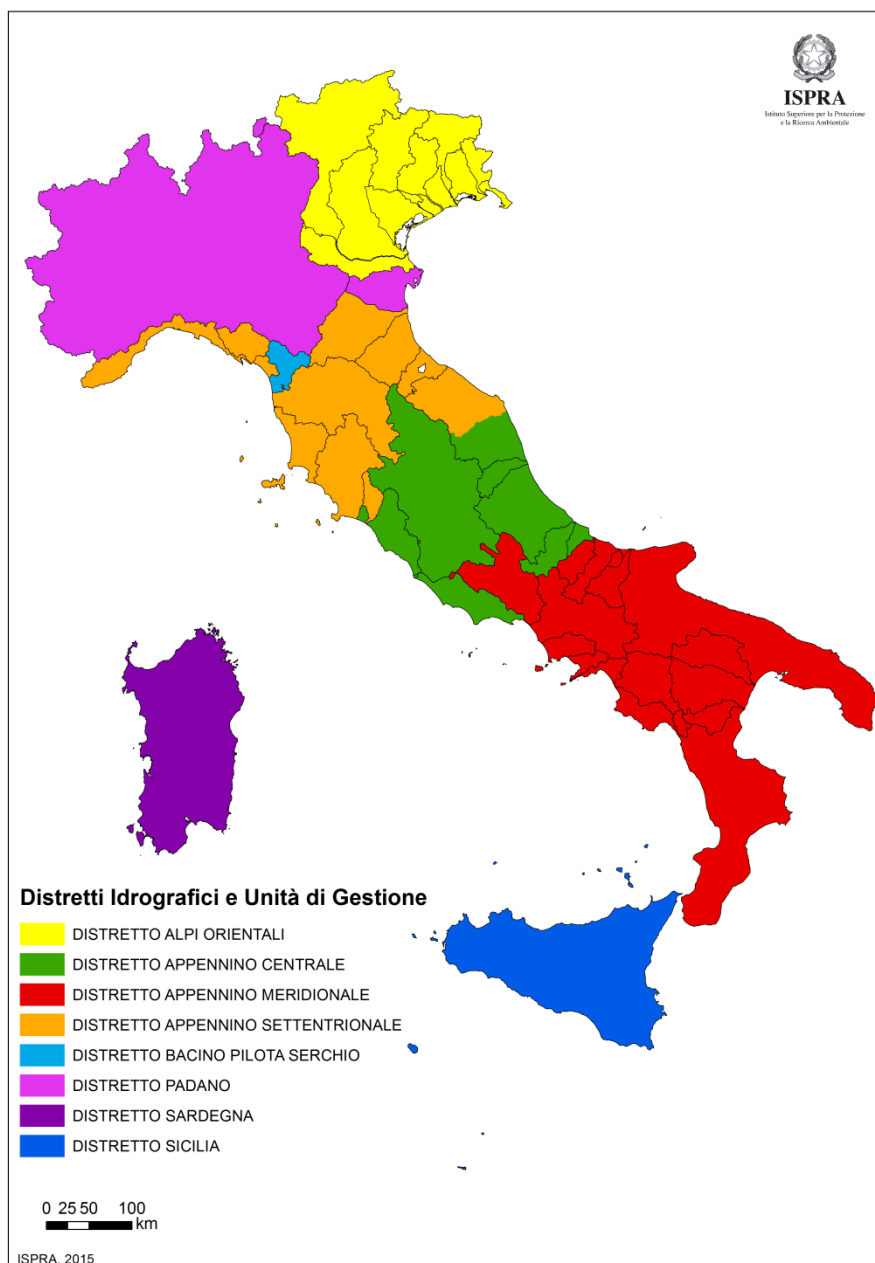 ISPRA
Istituto Superiore per la Protezione
e la Ricerca Ambientale
Distretti Idrografici e Unità di Gestione
DISTRETTO ALPI ORIENTALI
DISTRETTO APPENNINO CENTRALE
DISTRETTO APPENNINO MERIDIONALE
DISTRETTO APPENNINO SETTENTRIONALE
DISTRETTO BACINO PILOTA SERCHIO
DISTRETTO PADANO
DISTRETTO SARDEGNA
DISTRETTO SICILIA
0 25 50 100
km
ISPRA, 2015